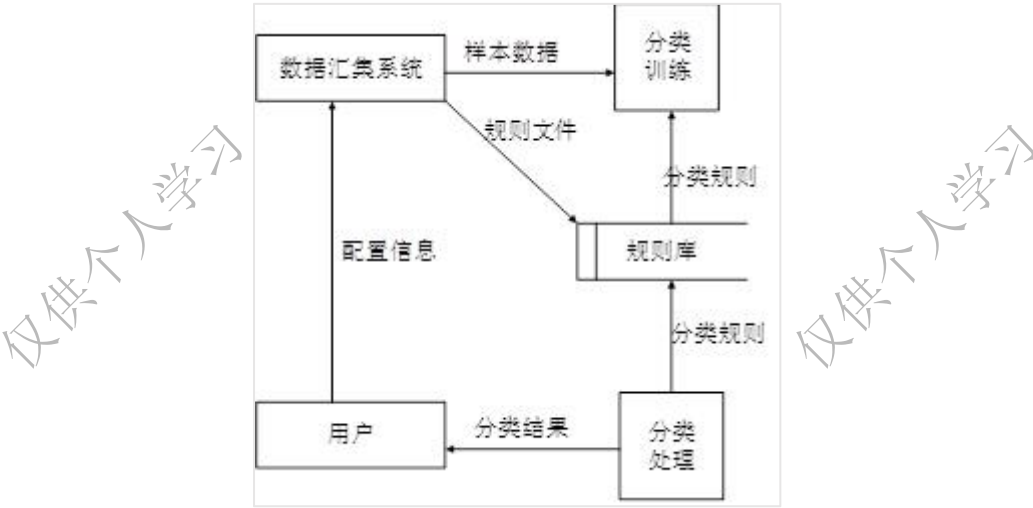 分类
训练
样本数据
数据汇集系统
规则文件
分类规则
仅供个人学习
仅供个人学习
配置信息
规则库
分类规则
用户
分类结果
分类
处理